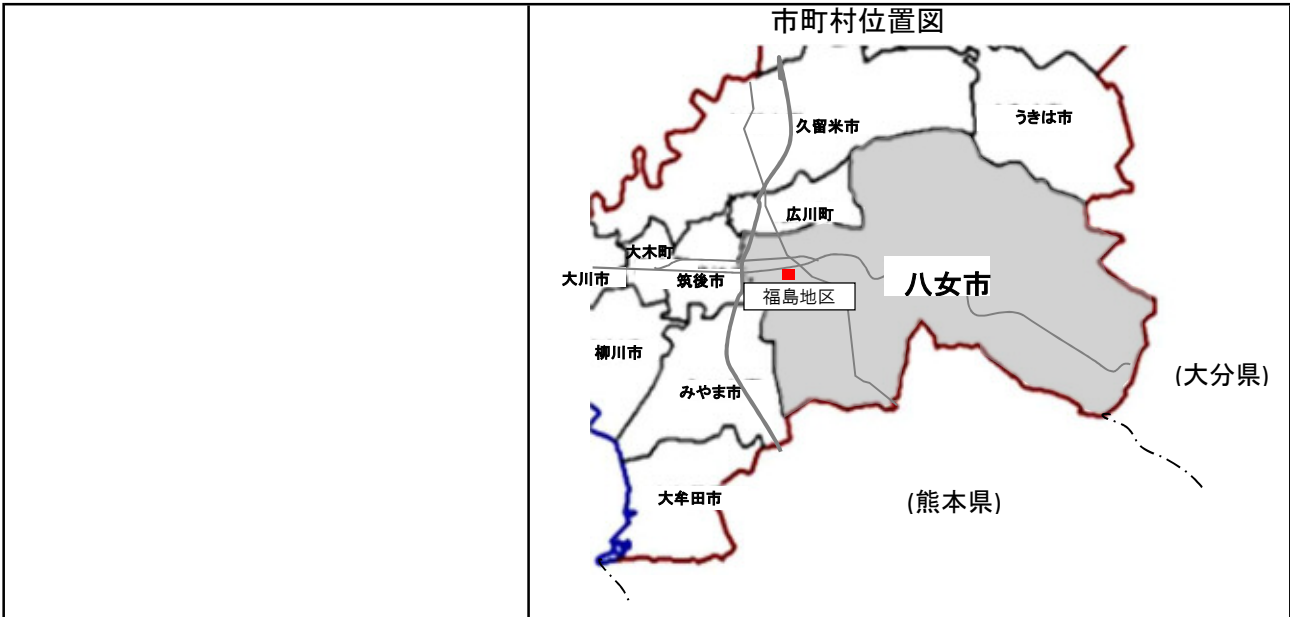 市町村位置図
久留米市
うきは市
広川町
大木町
大川市
筑後市
八女市
福島地区
柳川市
みやま市
(大分県)
大牟田市
(熊本県)